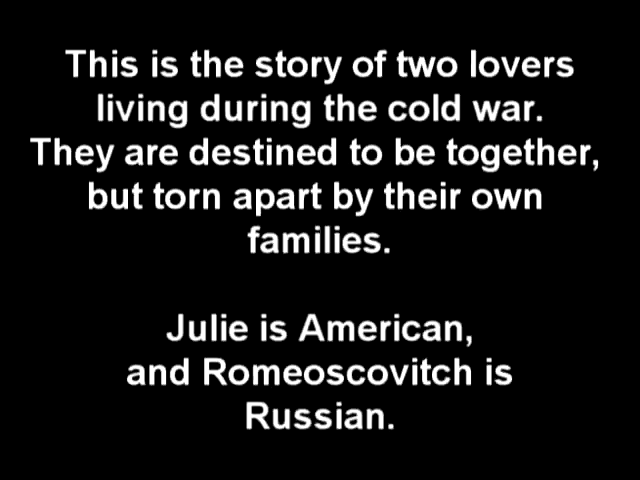 This is the story of two lovers
living during the cold war.
They are destined to be together,
but torn apart by their own
families.
Julie is American,
and Romeoscovitch is
Russian.